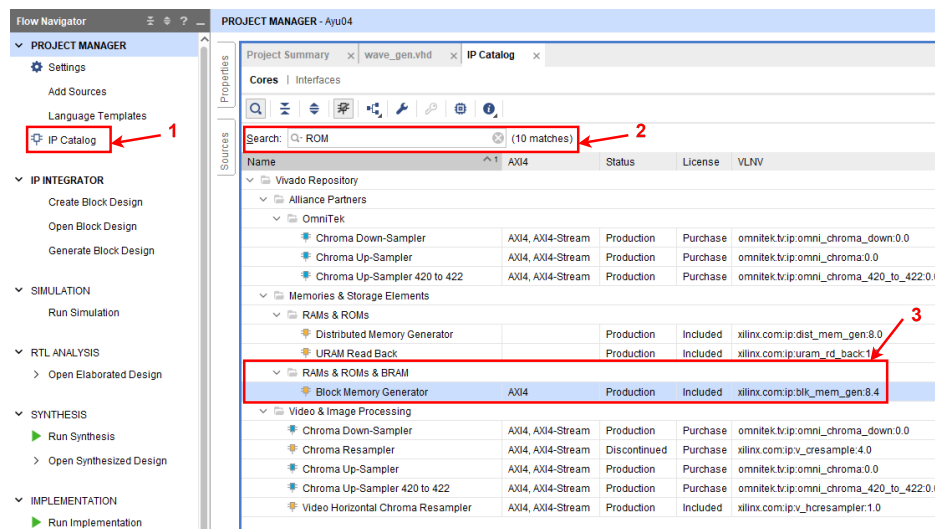 Flow Navigator
PROJECT MANAGER
Settings
Add Sources
Language Templates
IP Catalog
1
IP INTEGRATOR
Create Block Design
Open Block Design
Generate Block Design
SIMULATION
Run Simulation
RTL ANALYSIS
Open Elaborated Design
SYNTHESIS
Run Synthesis
Open Synthesized Design
IMPLEMENTATION
Run Implementation
PROJECT MANAGER - Ayu04
Properties
Sources
Project Summary x wave_gen.vhd x IP Catalog x
Cores | Interfaces
Search: ROM (10 matches)
2
Name 1 AXI4 Status License VLNV
Vivado Repository
Alliance Partners
OmniTek
Chroma Down-Sampler AXI4, AXI4-Stream Production Purchase omnitek.tv:ip:omni_chroma_down:0.0
Chroma Up-Sampler AXI4, AXI4-Stream Production Purchase omnitek.tv:ip:omni_chroma:0.0
Chroma Up-Sampler 420 to 422 AXI4, AXI4-Stream Production Purchase omnitek.tv:ip:omni_chroma_420_to_422:0.
Memories & Storage Elements
RAMs & ROMs
3
Distributed Memory Generator Production Included xilinx.com:ip:dist_mem_gen:8.0
URAM Read Back Production Included xilinx.com:ip:uram_rd_back:1
RAMs & ROMs & BRAM
Block Memory Generator AXI4 Production Included xilinx.com:ip:blk_mem_gen:8.4
Video & Image Processing
Chroma Down-Sampler AXI4, AXI4-Stream Production Purchase omnitek.tv:ip:omni_chroma_down:0.0
Chroma Resampler AXI4, AXI4-Stream Discontinued Purchase xilinx.com:ip:v_cresample:4.0
Chroma Up-Sampler AXI4, AXI4-Stream Production Purchase omnitek.tv:ip:omni_chroma:0.0
Chroma Up-Sampler 420 to 422 AXI4, AXI4-Stream Production Purchase omnitek.tv:ip:omni_chroma_420_to_422:0.
Video Horizontal Chroma Resampler AXI4, AXI4-Stream Production Purchase xilinx.com:ip:v_hcresampler:1.0